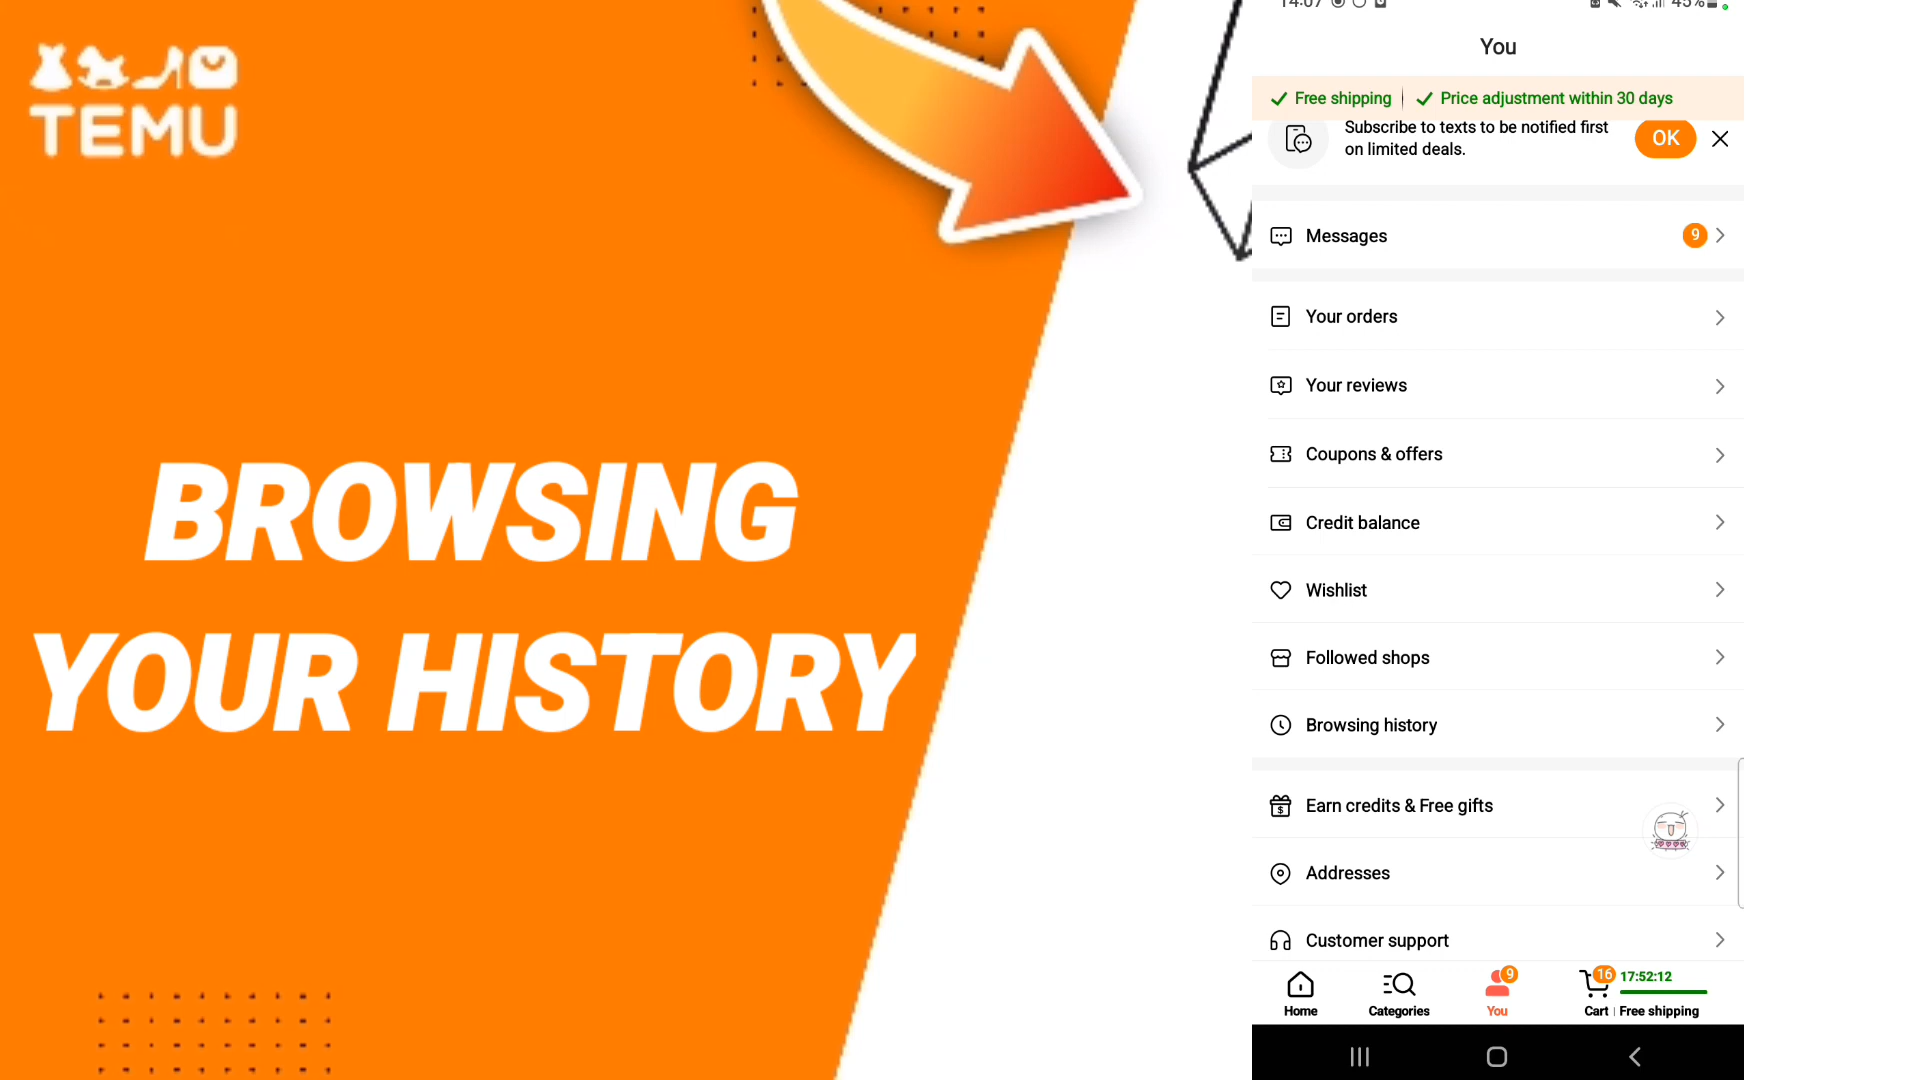 TEMU
BROWSING
YOUR HISTORY
14:07
45%
You
Free shipping
Price adjustment within 30 days
Subscribe to texts to be notified first
on limited deals.
OK
Messages
9
Your orders
Your reviews
Coupons & offers
Credit balance
Wishlist
Followed shops
Browsing history
Earn credits & Free gifts
Addresses
Customer support
9
16
17:52:12
Home
Categories
You
Cart
Free shipping